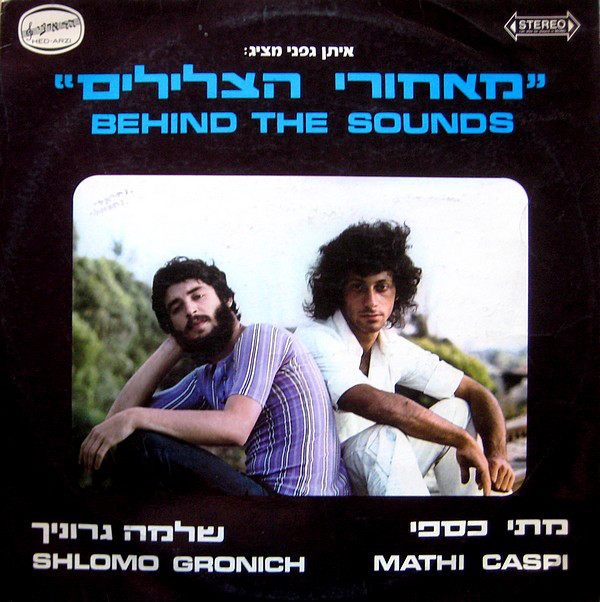 HED-ARZI
STEREO
איתן גפני מציג:
"מאחורי הצלילים"
BEHIND THE SOUNDS
שלמה גרוניך
SHLOMO GRONICH
מתי כספי
MATHI CASPI